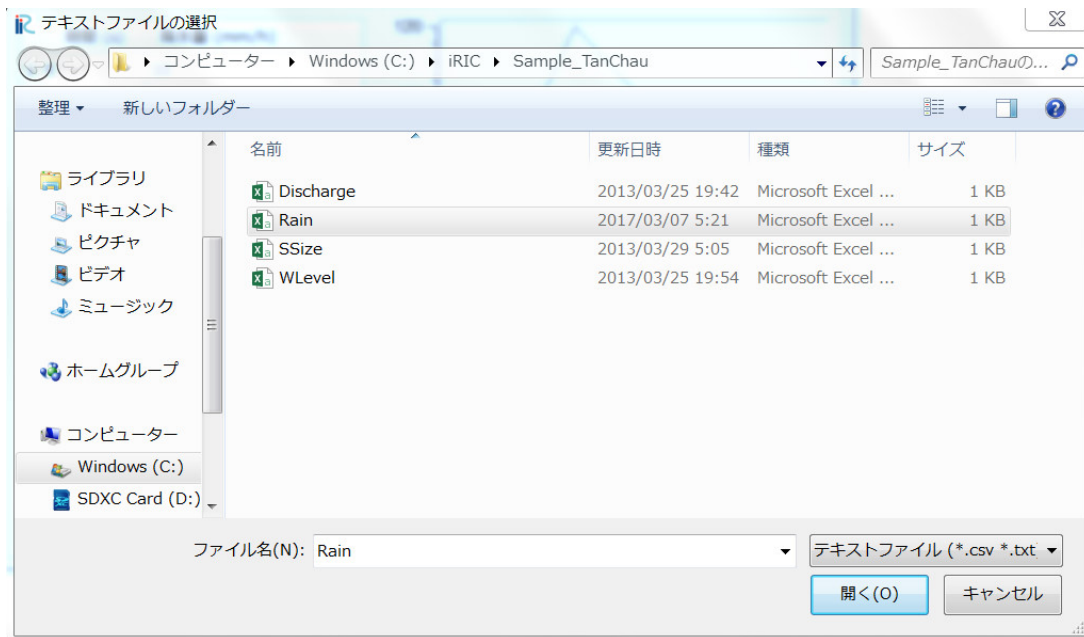 テキストファイルの選択
コンピューター ▸ Windows (C:) ▸ iRIC ▸ Sample_TanChau
Sample_TanChauの...
整理 新しいフォルダー
名前 更新日時 種類 サイズ
Discharge 2013/03/25 19:42 Microsoft Excel ... 1 KB
Rain 2017/03/07 5:21 Microsoft Excel ... 1 KB
SSize 2013/03/29 5:05 Microsoft Excel ... 1 KB
WLevel 2013/03/25 19:54 Microsoft Excel ... 1 KB
ライブラリ
ドキュメント
ピクチャ
ビデオ
ミュージック
ホームグループ
コンピューター
Windows (C:)
SDXC Card (D:)
ファイル名(N): Rain
テキストファイル (*.csv *.txt
開く(O) キャンセル